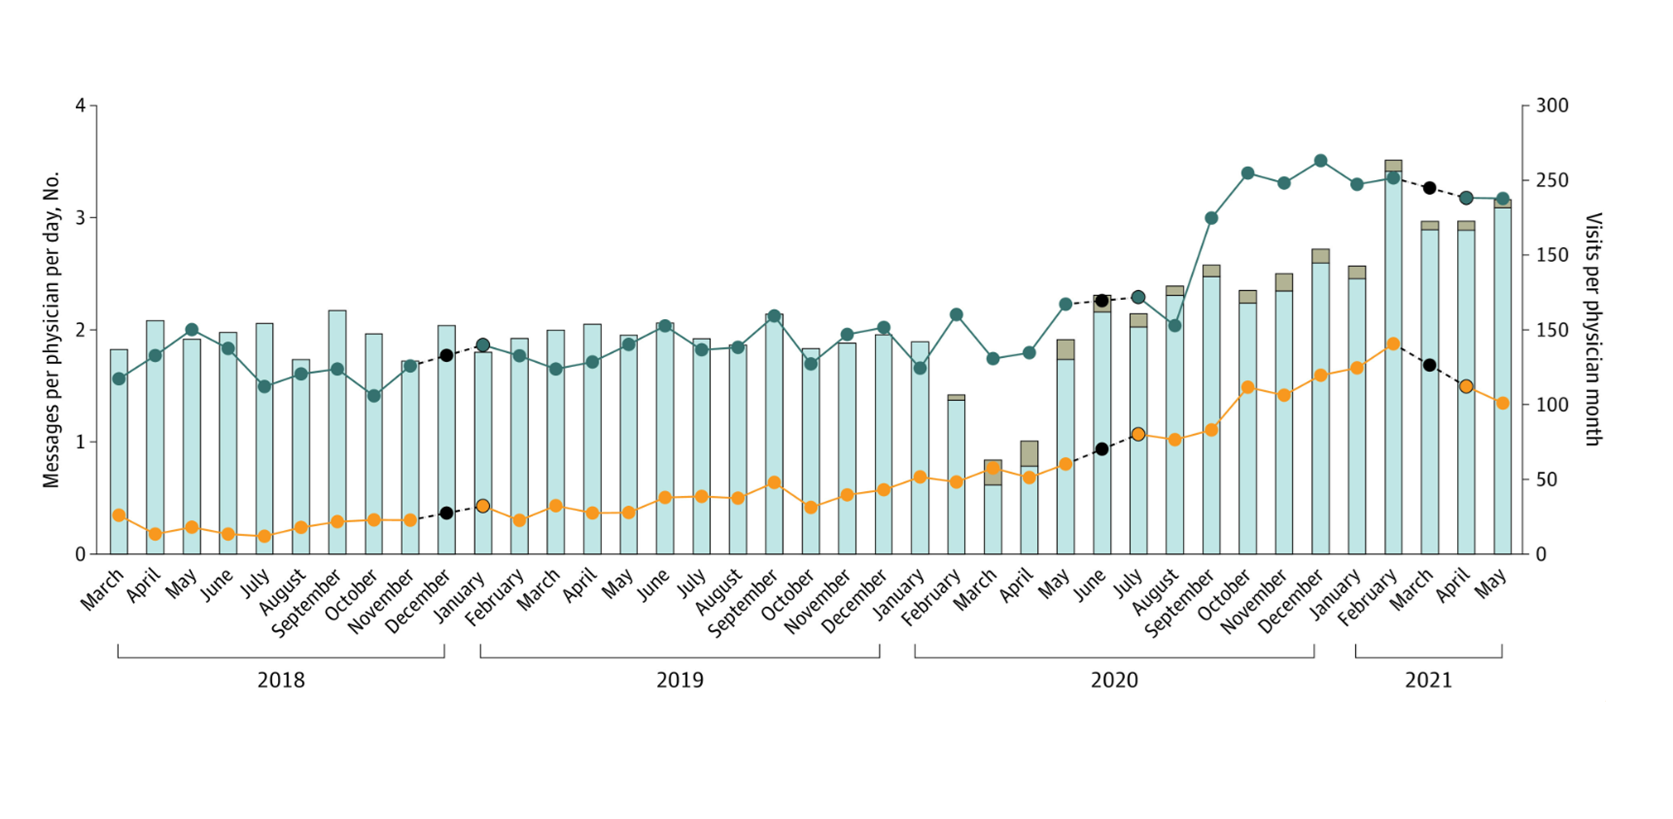 4
3
2
1
0
Messages per physician per day, No.
300
250
150
150
100
50
0
Visits per physician month
March
April
May
June
July
August
September
October
November
December
January
February
March
April
May
June
July
August
September
October
November
December
January
February
March
April
May
June
July
August
September
October
November
December
January
February
March
April
May
2018
2019
2020
2021